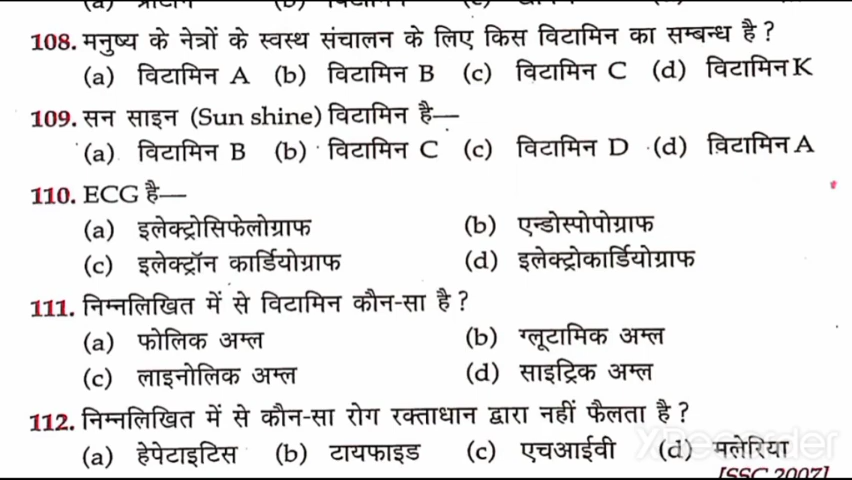 108. मनुष्य के नेत्रों के स्वस्थ संचालन के लिए किस विटामिन का सम्बन्ध है ?
(a) विटामिन A (b) विटामिन B (c) विटामिन C (d) विटामिन K
109. सन साइन (Sun shine) विटामिन है—
(a) विटामिन B (b) विटामिन C (c) विटामिन D (d) विटामिन A
110. ECG है—
(a) इलेक्ट्रोसिफेलोग्राफ (b) एन्डोस्पोपोग्राफ
(c) इलेक्ट्रॉन कार्डियोग्राफ (d) इलेक्ट्रोकार्डियोग्राफ
111. निम्नलिखित में से विटामिन कौन-सा है ?
(a) फोलिक अम्ल (b) ग्लूटामिक अम्ल
(c) लाइनोलिक अम्ल (d) साइट्रिक अम्ल
112. निम्नलिखित में से कौन-सा रोग रक्ताधान द्वारा नहीं फैलता है ?
(a) हेपेटाइटिस (b) टायफाइड (c) एचआईवी (d) मलेरिया
XRecorder
[SSC 2007]